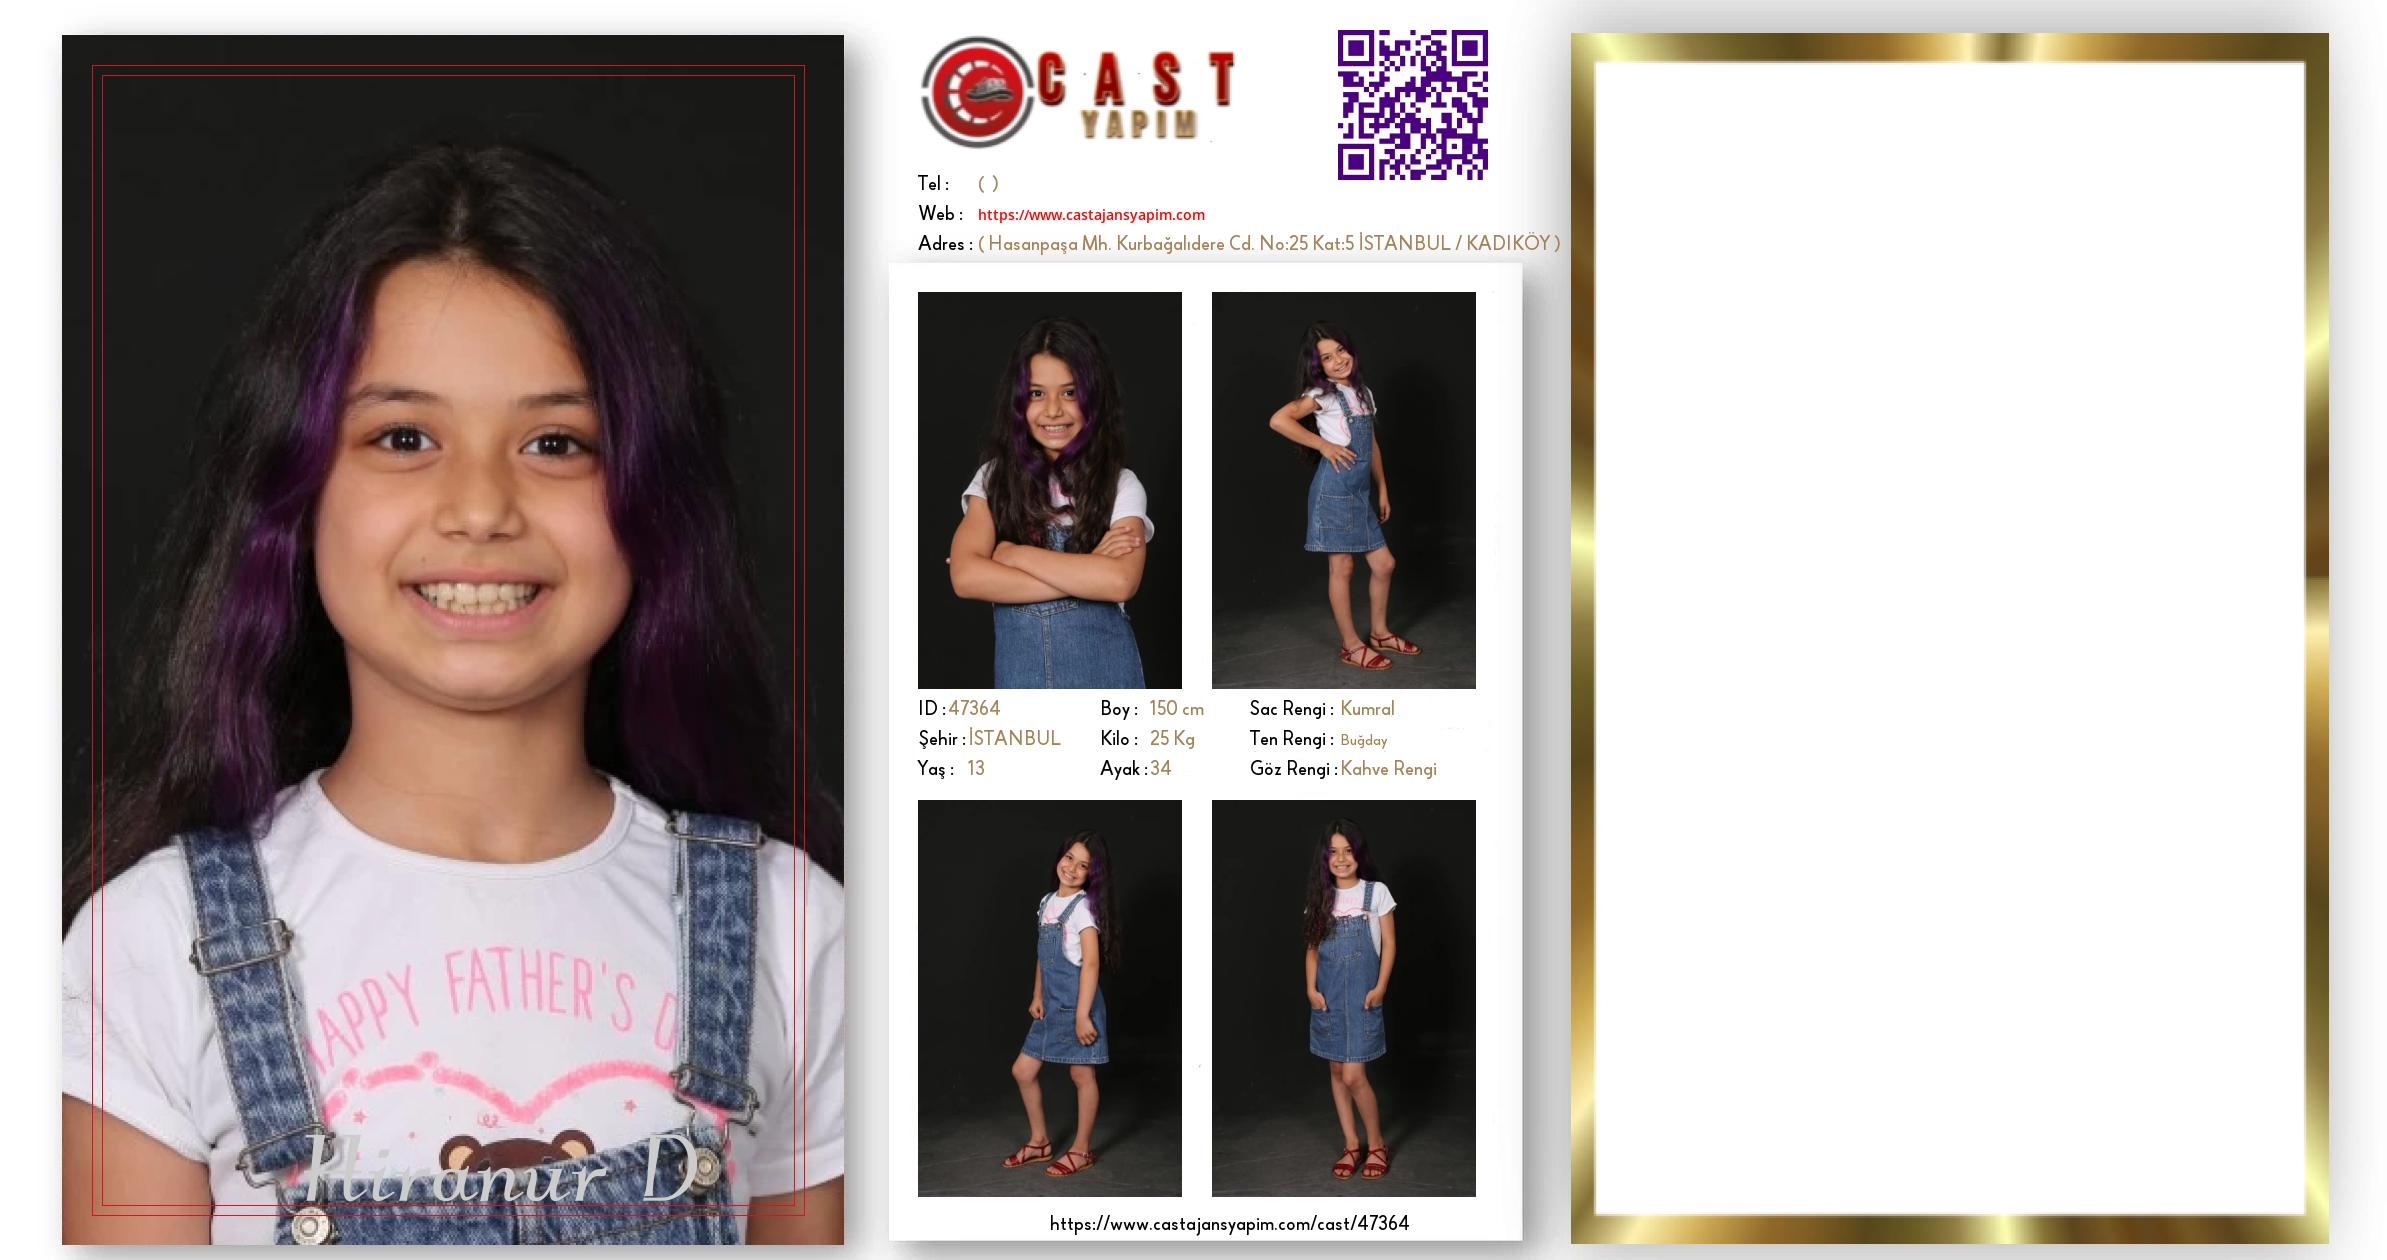 HAPPY FATHER'S D
Hiranur D
CAST
YAPIM
Tel : ( )
Web : https://www.castajansyapim.com
Adres : ( Hasanpaşa Mh. Kurbağalıdere Cd. No:25 Kat:5 İSTANBUL / KADIKÖY )
ID : 47364 Boy : 150 cm Sac Rengi : Kumral
Şehir : İSTANBUL Kilo : 25 Kg Ten Rengi : Buğday
Yaş : 13 Ayak : 34 Göz Rengi : Kahve Rengi
https://www.castajansyapim.com/cast/47364